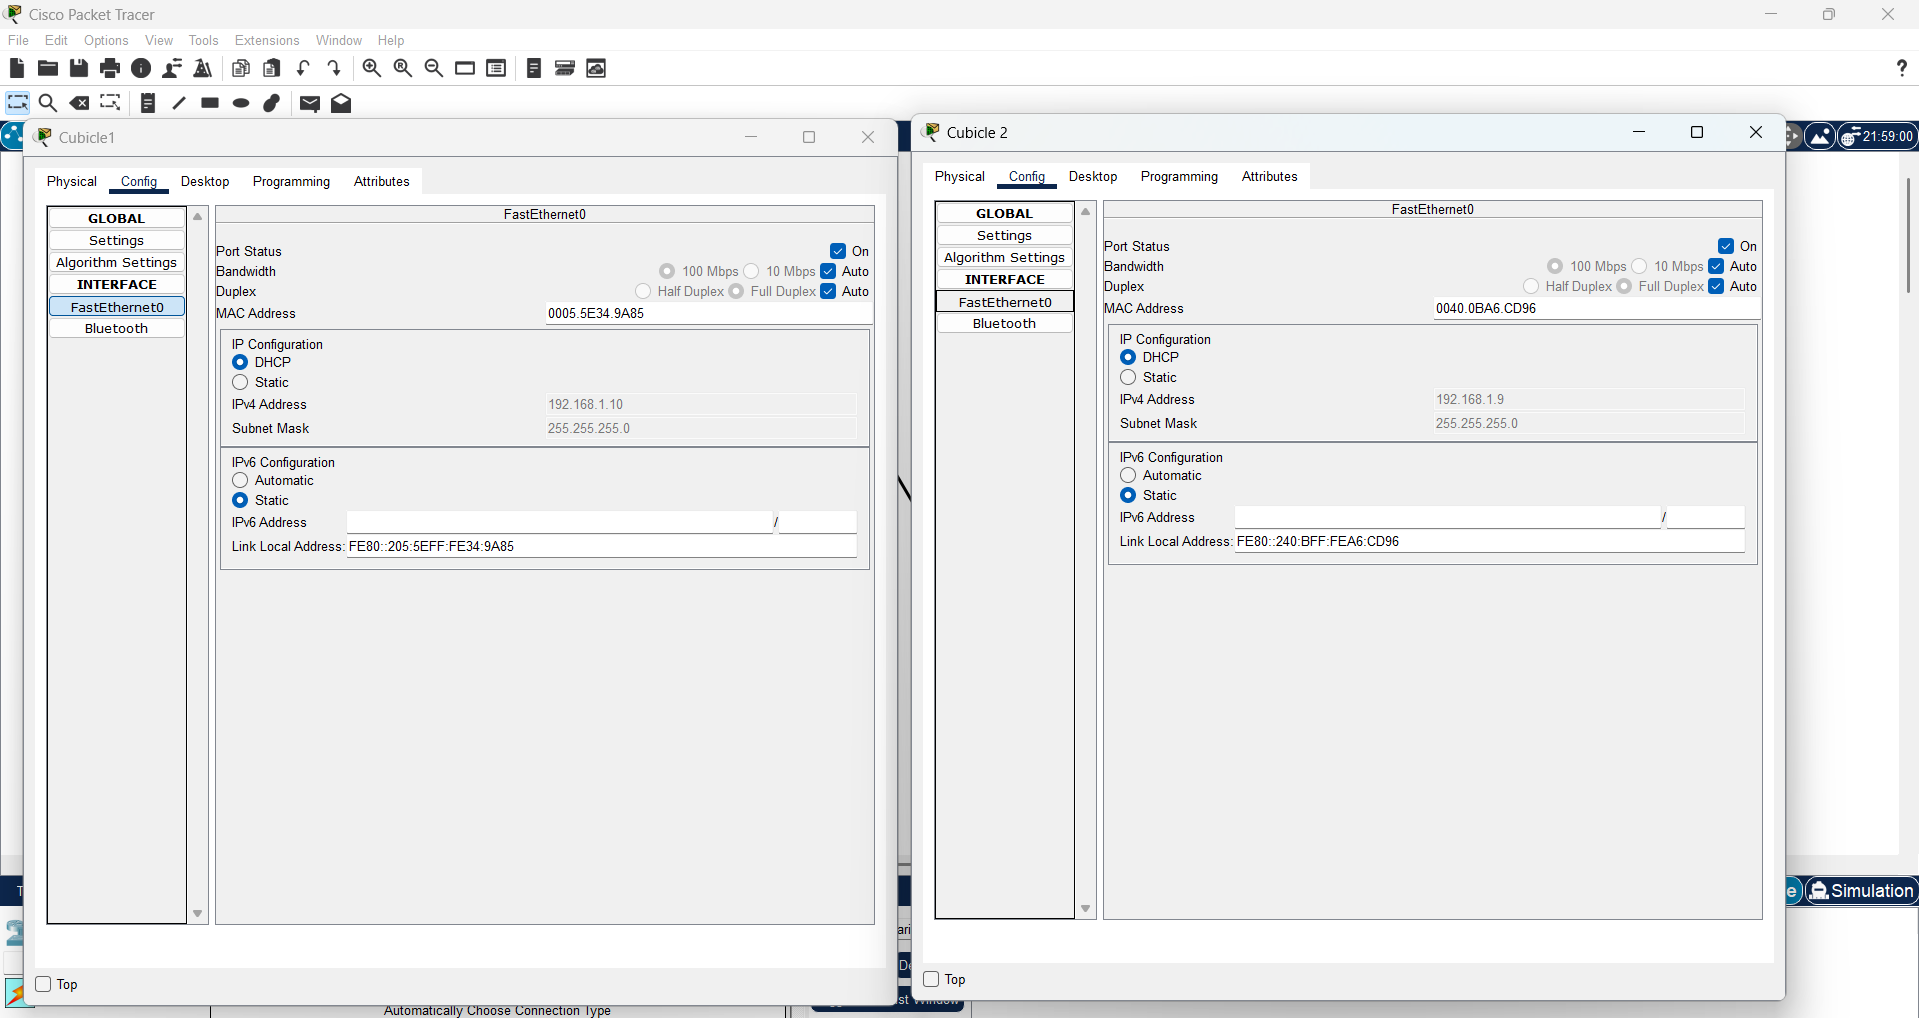 Cisco Packet Tracer
File Edit Options View Tools Extensions Window Help
?
21:59:00
Cubicle1
Physical Config Desktop Programming Attributes
GLOBAL
Settings
Algorithm Settings
INTERFACE
FastEthernet0
Bluetooth
FastEthernet0
Port Status On
Bandwidth 100 Mbps 10 Mbps Auto
Duplex Half Duplex Full Duplex Auto
MAC Address 0005.5E34.9A85
IP Configuration
DHCP
Static
IPv4 Address 192.168.1.10
Subnet Mask 255.255.255.0
IPv6 Configuration
Automatic
Static
IPv6 Address /
Link Local Address: FE80::205:5EFF:FE34:9A85
Top
Cubicle 2
Physical Config Desktop Programming Attributes
GLOBAL
Settings
Algorithm Settings
INTERFACE
FastEthernet0
Bluetooth
FastEthernet0
Port Status On
Bandwidth 100 Mbps 10 Mbps Auto
Duplex Half Duplex Full Duplex Auto
MAC Address 0040.0BA6.CD96
IP Configuration
DHCP
Static
IPv4 Address 192.168.1.9
Subnet Mask 255.255.255.0
IPv6 Configuration
Automatic
Static
IPv6 Address /
Link Local Address: FE80::240:BFF:FEA6:CD96
Top
Simulation
Automatically Choose Connection Type